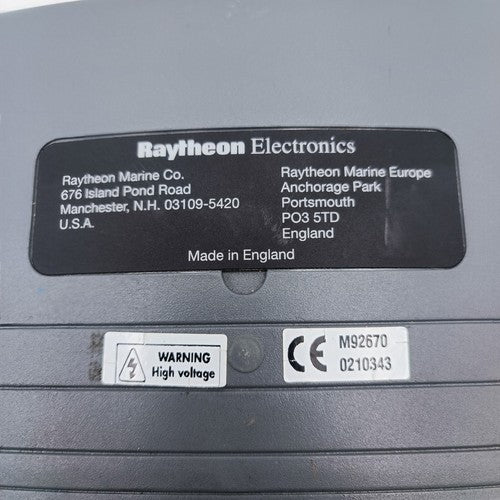 Raytheon Electronics
Raytheon Marine Co.
676 Island Pond Road
Manchester, N.H. 03109-5420
U.S.A.
Raytheon Marine Europe
Anchorage Park
Portsmouth
PO3 5TD
England
Made in England
WARNING
High voltage
CE
M92670
0210343